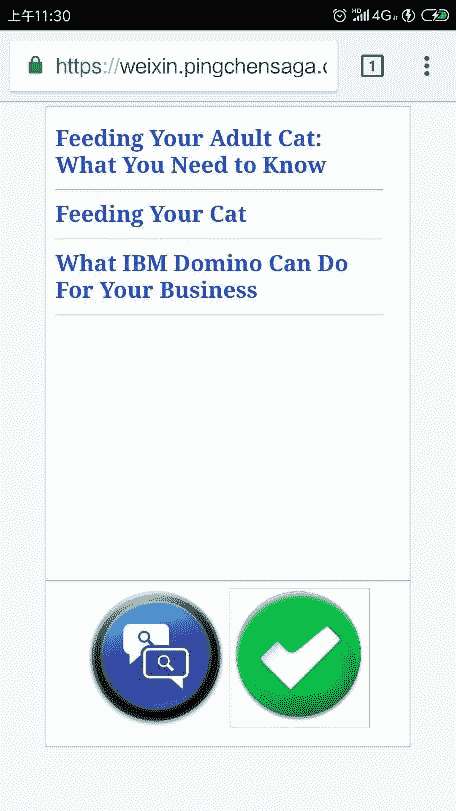 上午11:30
HD 4G
https://weixin.pingchensaga.c
1
Feeding Your Adult Cat:
What You Need to Know
Feeding Your Cat
What IBM Domino Can Do
For Your Business